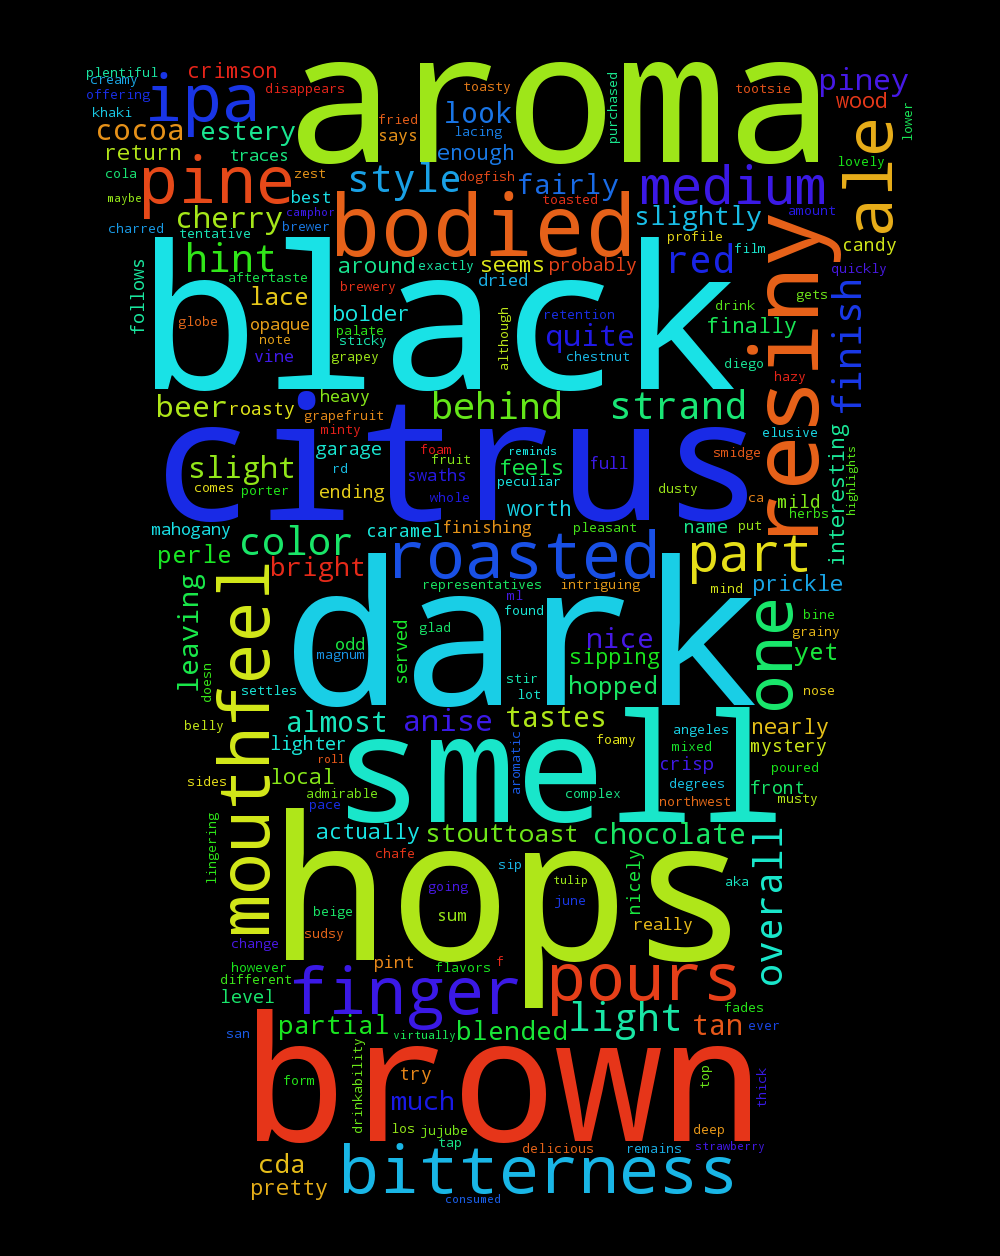 aroma
plentiful
creamy
offering
khaki
ipa
crimson
disappears
cocoa
estery
return
traces
cola
maybe
charred
pine
zest
best
camphor
brewer
cherry
tentative
fried
says
look
toasty
lacing
enough
dogfish
style
fairly
toasted
purchased
tootsie
piney
wood
lower
lovely
ale
medium
amount
slightly
bodied
profile
film
candy
quickly
hint
aftertaste
around
exactly
seems
probably
red
black
follows
lace
globe
opaque
note
vine
brewery
bolder
palate
sticky
grapey
dried
retention
quite
although
chestnut
drink
gets
finally
diego
hazy
resiny
finish
beer
roasty
heavy
grapefruit
minty
behind
strand
citrus
slight
comes
porter
garage
rd
ending
foam
fruit
swaths
whole
reminds
feels
peculiar
full
worth
dusty
elusive
smidge
ca
mild
herbs
interesting
highlights
mahogany
perle
color
bright
caramel
finishing
pleasant
name
put
roasted
part
representatives
intriguing
mind
prickle
ml
found
dark
leaving
doesn
mouthfeel
odd
magnum
served
glad
nice
sipping
hopped
stir
lot
one
bine
grainy
yet
nose
settles
belly
almost
anise
tastes
nearly
mystery
lighter
roll
local
admirable
pace
sides
smell
aromatic
foamy
complex
angeles
mixed
crisp
degrees
northwest
poured
front
musty
lingering
actually
stouttoast
chocolate
overall
hops
chafe
going
sip
tulip
june
nicely
aka
beige
sum
sudsy
really
change
however
different
level
pint
flavors
f
finger
pours
fades
san
partial
virtually
blended
light
tan
ever
brown
form
drinkability
try
much
los
jujube
tap
top
thick
deep
strawberry
delicious
remains
cda
pretty
bitterness
consumed